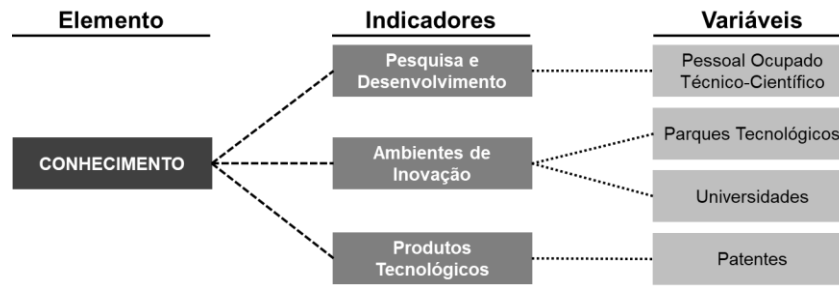 Elemento
Indicadores
Variáveis
CONHECIMENTO
Pesquisa e
Desenvolvimento
Ambientes de
Inovação
Produtos
Tecnológicos
Pessoal Ocupado
Técnico-Científico
Parques Tecnológicos
Universidades
Patentes